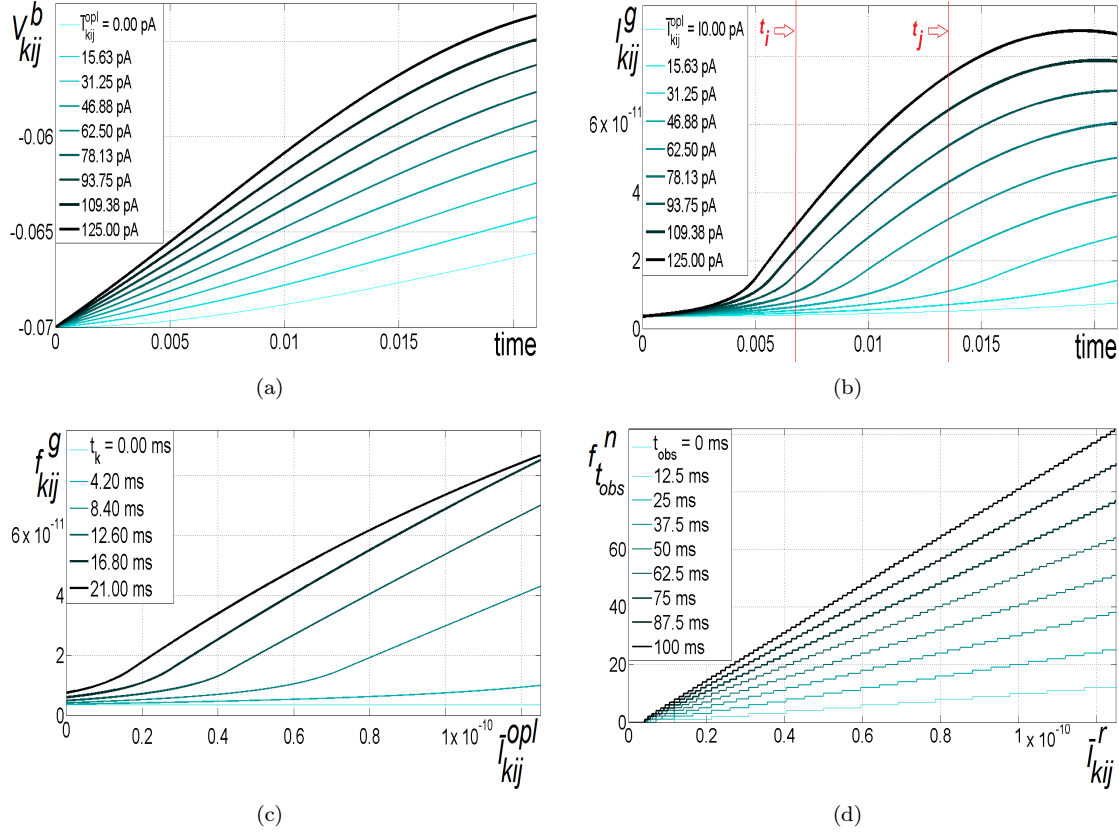 V^b_kij
Ī^opl_kij = 0.00 pA
15.63 pA
31.25 pA
46.88 pA
62.50 pA
78.13 pA
93.75 pA
109.38 pA
125.00 pA
-0.06
-0.065
-0.07
0
0.005
0.01
0.015
time
(a)
I^g_kij
Ī^opl_kij = I0.00 pA
15.63 pA
31.25 pA
46.88 pA
62.50 pA
78.13 pA
93.75 pA
109.38 pA
125.00 pA
t_i
t_j
6 x 10^-11
4
2
0
0
0.005
0.01
0.015
time
(b)
f^g_kij
t_k = 0.00 ms
4.20 ms
8.40 ms
12.60 ms
16.80 ms
21.00 ms
6 x 10^-11
4
2
0
0
0.2
0.4
0.6
0.8
1 x 10^-10
Ī^opl_kij
(c)
f^n_t_obs
t_obs = 0 ms
12.5 ms
25 ms
37.5 ms
50 ms
62.5 ms
75 ms
87.5 ms
100 ms
60
40
20
0
0
0.2
0.4
0.6
0.8
1 x 10^-10
Ī^r_kij
(d)